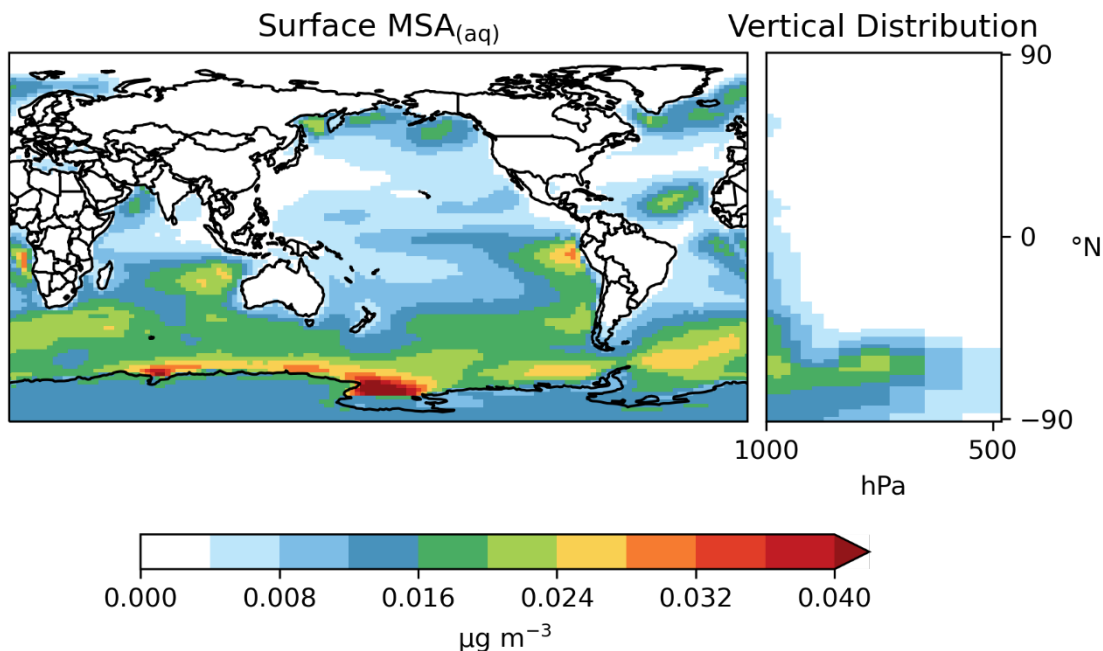 Surface MSA(aq)
Vertical Distribution
90
0
°N
−90
1000
500
hPa
0.000
0.008
0.016
0.024
0.032
0.040
μg m−3